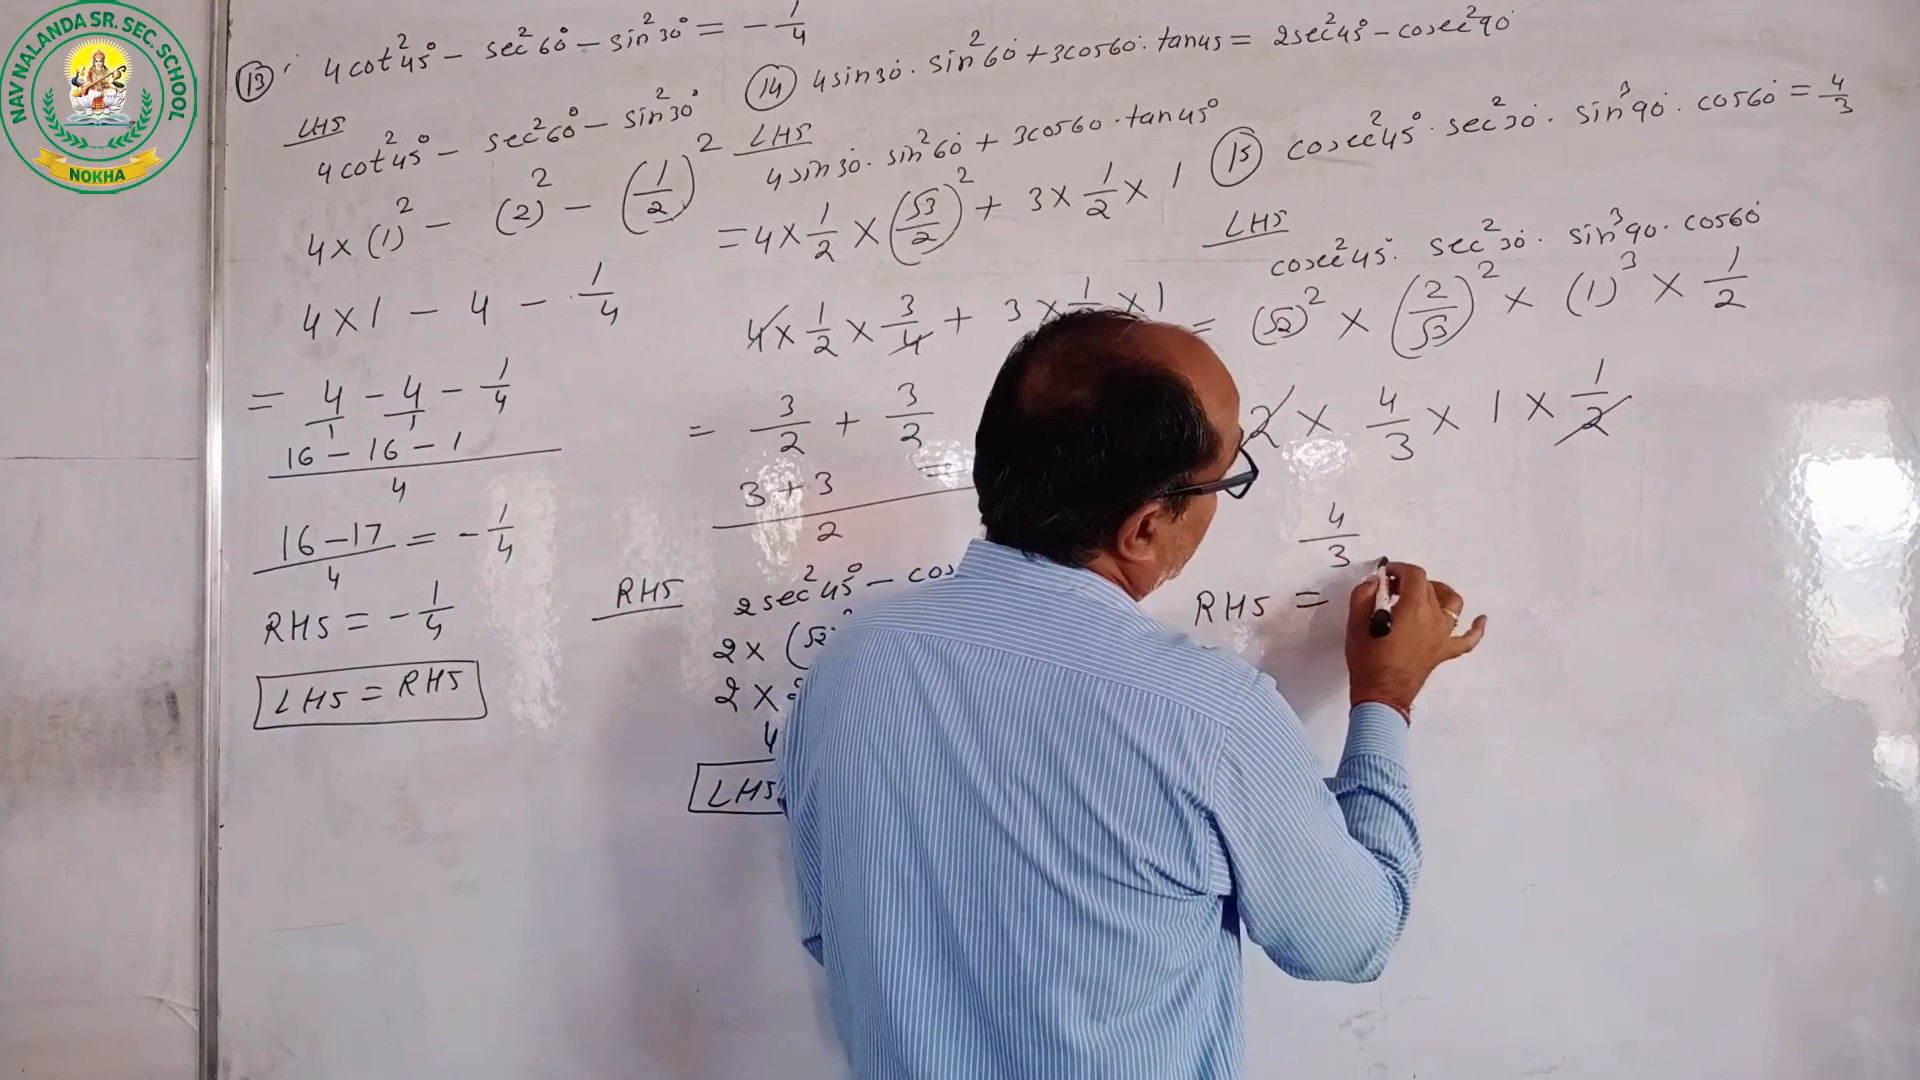 NAV NALANDA SR. SEC. SCHOOL
NOKHA
(13) 4cot²45° - sec²60° - sin²30° = -1/4
LHS
4cot²45° - sec²60° - sin²30°
4×(1)² - (2)² - (1/2)²
4×1 - 4 - 1/4
= 4/1 - 4/1 - 1/4
16-16-1/4
16-17/4 = -1/4
RHS = -1/4
LHS = RHS
(14) 4sin30°. sin²60° + 3cos60°. tan45 = 2sec²45° - cosec²90°
LHS
4sin30°. sin²60° + 3cos60.tan45°
= 4×1/2×(√3/2)² + 3×1/2×1
4×1/2×3/4 + 3×1/2×1
= 3/2 + 3/2
3+3/2
RHS 2sec²45° - cos
2×(√2
2×
4
LHS
(15) cosec²45°. sec²30°. sin³90°. cos60° = 4/3
LHS
cosec²45°. sec²30°. sin³90. cos60°
= (√2)² × (2/√3)² × (1)³ × 1/2
2 × 4/3 × 1 × 1/2
4/3
RHS =